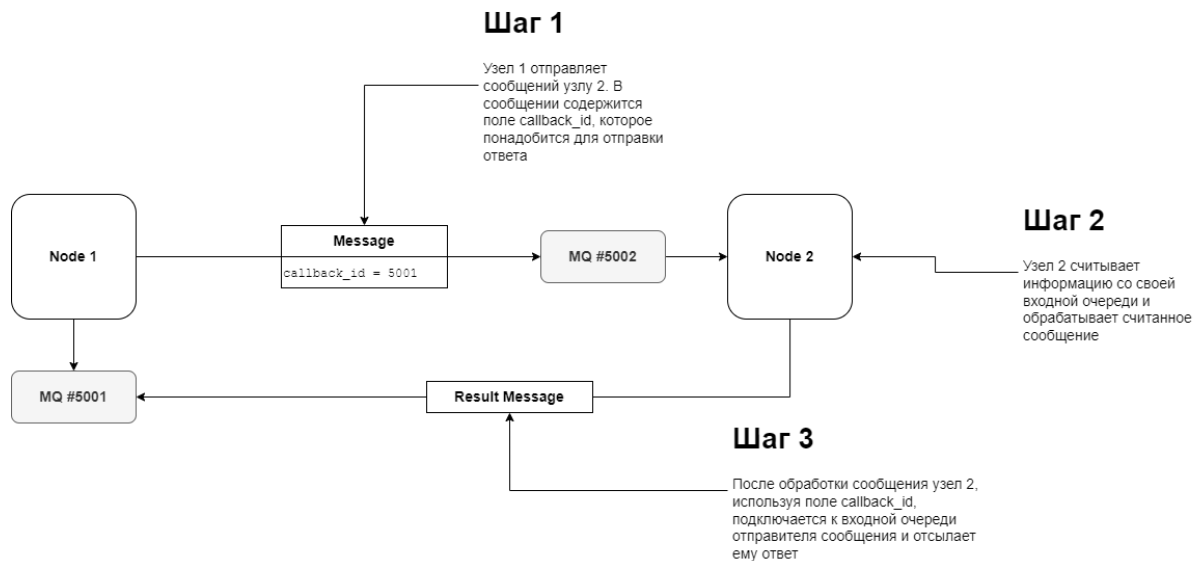 Шаг 1
Узел 1 отправляет
сообщений узлу 2. В
сообщении содержится
поле callback_id, которое
понадобится для отправки
ответа
Node 1
Message
callback_id = 5001
MQ #5002
Node 2
Шаг 2
Узел 2 считывает
информацию со своей
входной очереди и
обрабатывает считанное
сообщение
MQ #5001
Result Message
Шаг 3
После обработки сообщения узел 2,
используя поле callback_id,
подключается к входной очереди
отправителя сообщения и отсылает
ему ответ